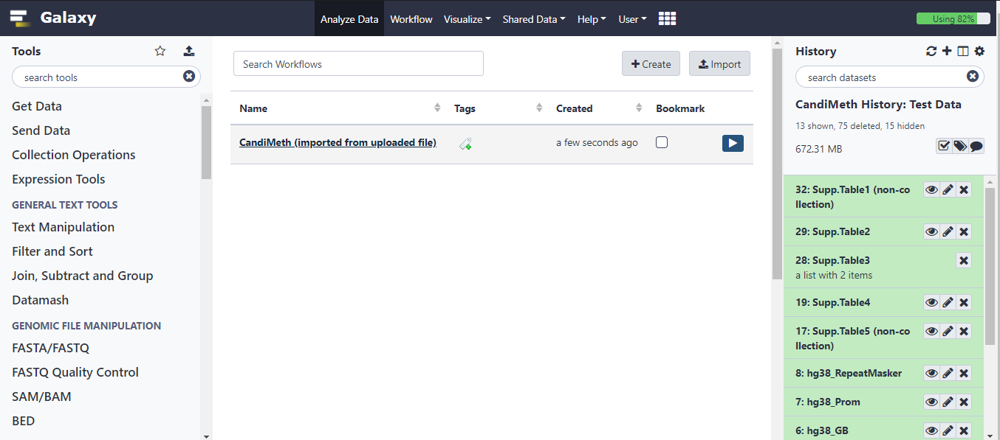 Galaxy
Analyze Data
Workflow
Visualize
Shared Data
Help
User
Using 82%
Tools
search tools
Get Data
Send Data
Collection Operations
Expression Tools
GENERAL TEXT TOOLS
Text Manipulation
Filter and Sort
Join, Subtract and Group
Datamash
GENOMIC FILE MANIPULATION
FASTA/FASTQ
FASTQ Quality Control
SAM/BAM
BED
Search Workflows
Create
Import
Name
Tags
Created
Bookmark
CandiMeth (imported from uploaded file)
a few seconds ago
History
search datasets
CandiMeth History: Test Data
13 shown, 75 deleted, 15 hidden
672.31 MB
32: Supp.Table1 (non-co
llection)
29: Supp.Table2
28: Supp.Table3
a list with 2 items
19: Supp.Table4
17: Supp.Table5 (non-co
llection)
8: hg38_RepeatMasker
7: hg38_Prom
6: hg38_GB